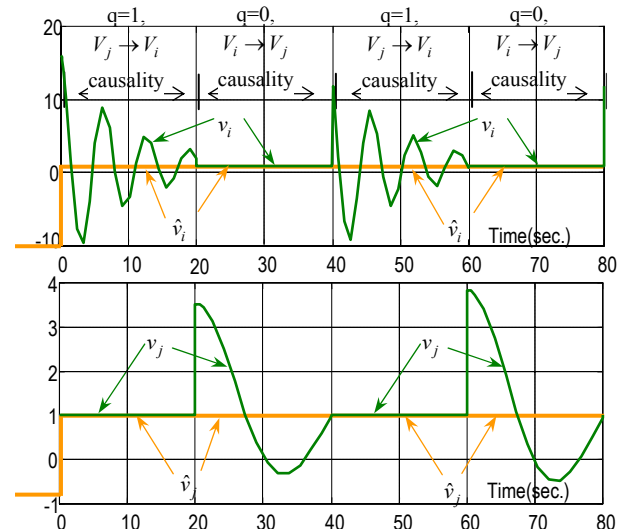 q=1, q=0, q=1, q=0,
V_j → V_i V_i → V_j V_j → V_i V_i → V_j
causality causality causality causality
20
10
0
-10
v_i v_i
v̂_i v̂_i
Time(sec.)
0 10 20 30 40 50 60 70 80
4
3
2
1
0
-1
v_j v_j
v̂_j v̂_j
Time(sec.)
0 10 20 30 40 50 60 70 80